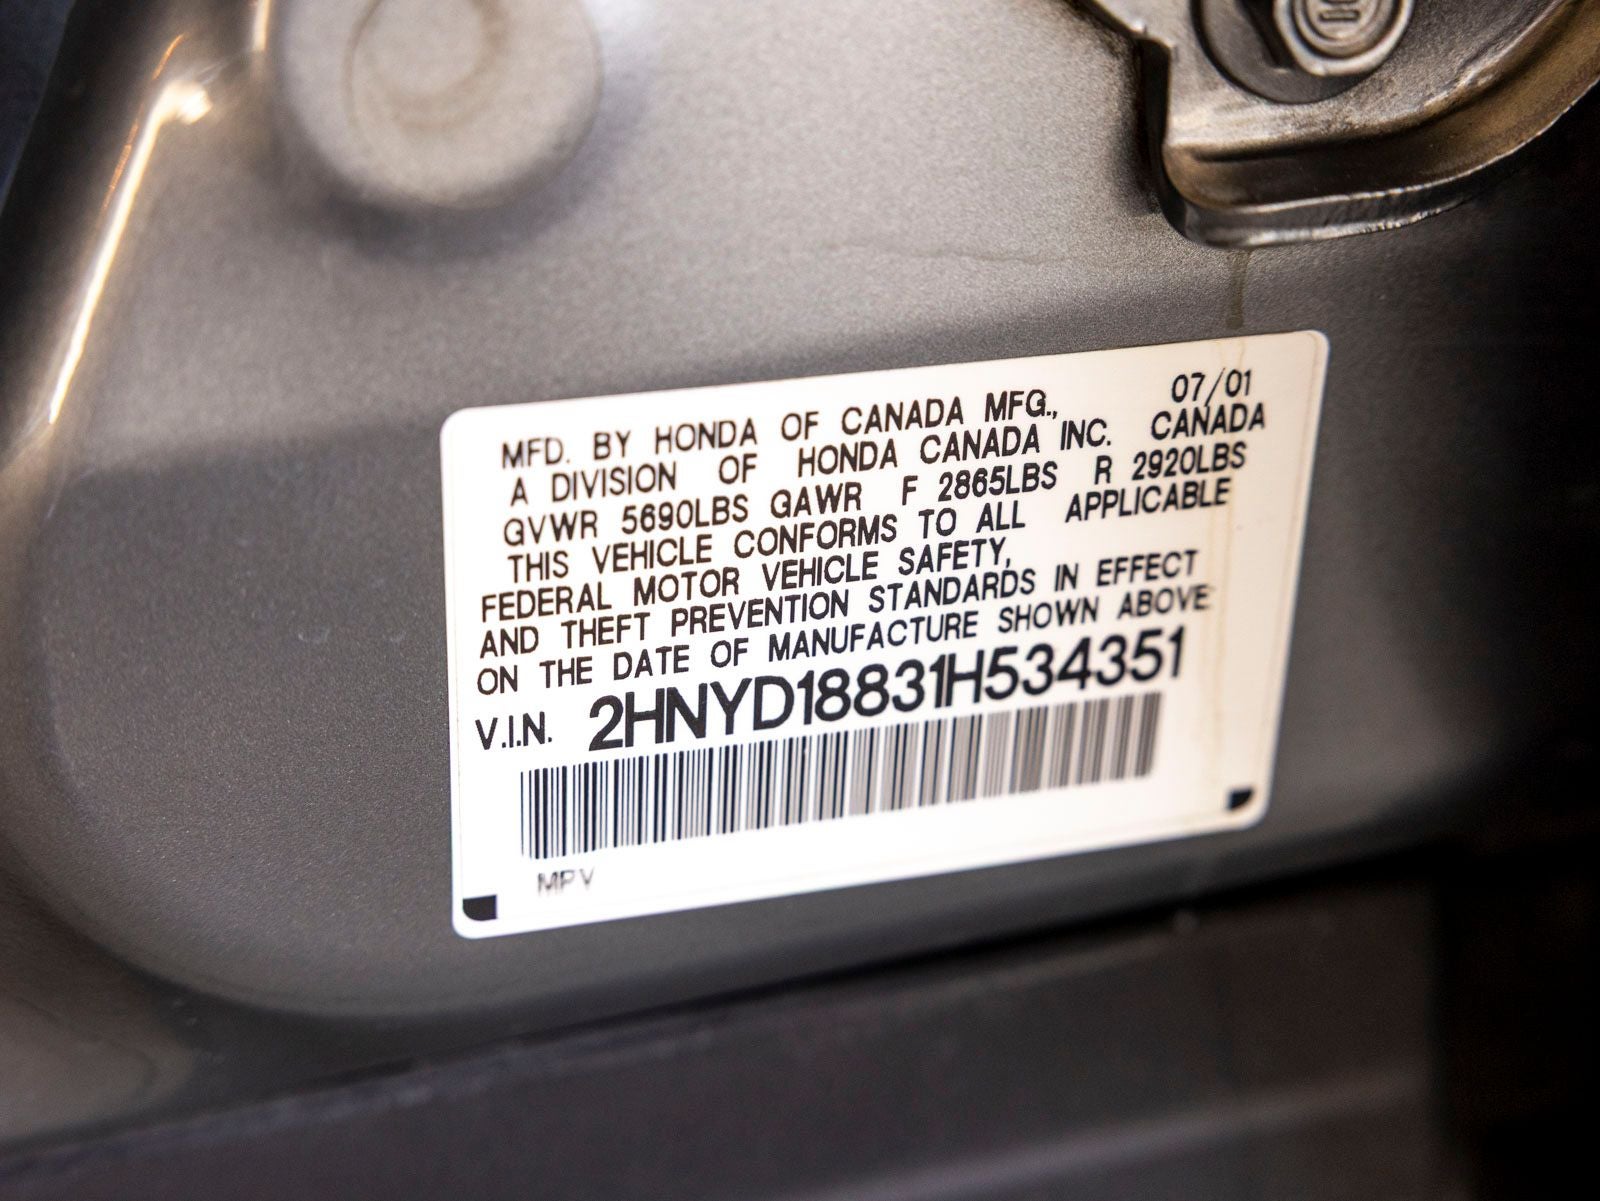 07/01
MFD. BY HONDA OF CANADA MFG.,
A DIVISION OF HONDA CANADA INC. CANADA
GVWR 5690LBS GAWR F 2865LBS R 2920LBS
THIS VEHICLE CONFORMS TO ALL APPLICABLE
FEDERAL MOTOR VEHICLE SAFETY,
AND THEFT PREVENTION STANDARDS IN EFFECT
ON THE DATE OF MANUFACTURE SHOWN ABOVE
V.I.N. 2HNYD18831H534351
MPV